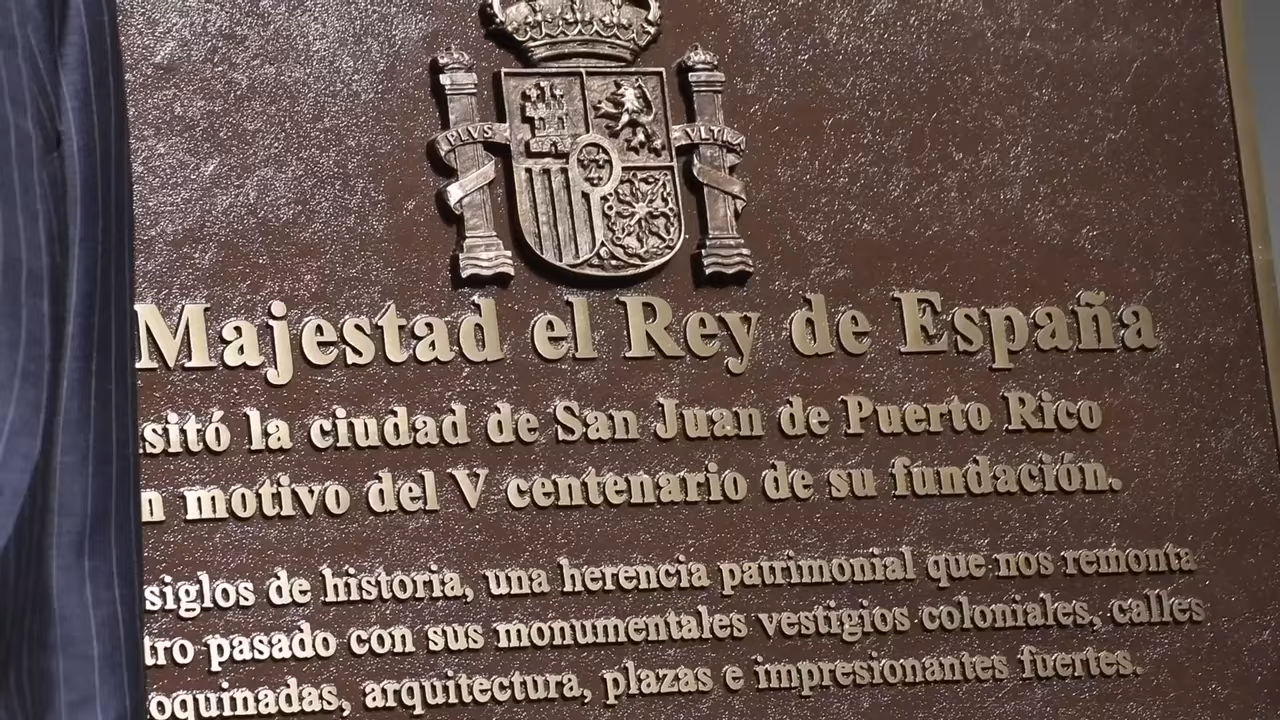 PLVS VLTRA
Majestad el Rey de España
sitó la ciudad de San Juan de Puerto Rico
n motivo del V centenario de su fundación.
siglos de historia, una herencia patrimonial que nos remonta
tro pasado con sus monumentales vestigios coloniales, calles
oquinadas, arquitectura, plazas e impresionantes fuertes.